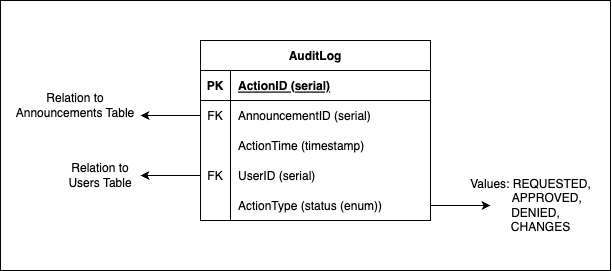 AuditLog
PK ActionID (serial)
Relation to
Announcements Table
FK AnnouncementID (serial)
ActionTime (timestamp)
Relation to
Users Table
FK UserID (serial)
ActionType (status (enum))
Values: REQUESTED,
APPROVED,
DENIED,
CHANGES